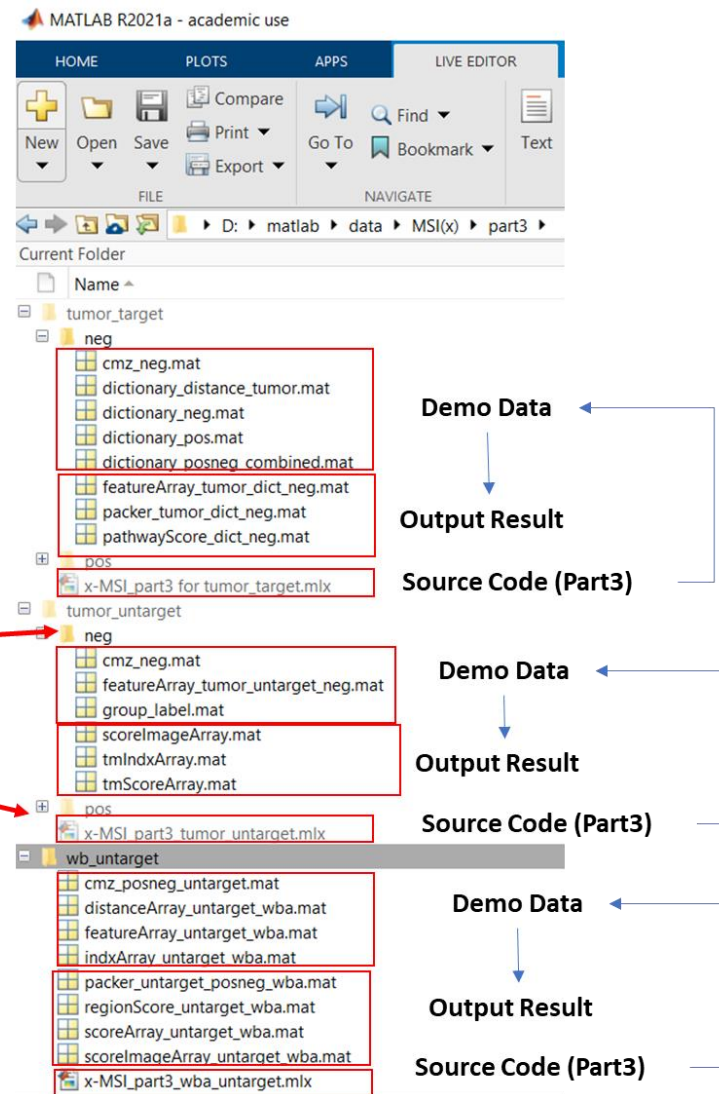 MATLAB R2021a - academic use
HOME PLOTS APPS LIVE EDITOR
New Open Save Compare Print Export Go To Find Bookmark Text
FILE NAVIGATE
D: matlab data MSI(x) part3
Current Folder
Name
tumor_target
neg
cmz_neg.mat
dictionary_distance_tumor.mat
dictionary_neg.mat
dictionary_pos.mat
dictionary_posneg_combined.mat
Demo Data
featureArray_tumor_dict_neg.mat
packer_tumor_dict_neg.mat
pathwayScore_dict_neg.mat
Output Result
pos
x-MSI_part3 for tumor_target.mlx
Source Code (Part3)
tumor_untarget
neg
cmz_neg.mat
featureArray_tumor_untarget_neg.mat
group_label.mat
Demo Data
scoreImageArray.mat
tmIndxArray.mat
tmScoreArray.mat
Output Result
pos
x-MSI_part3_tumor_untarget.mlx
Source Code (Part3)
wb_untarget
cmz_posneg_untarget.mat
distanceArray_untarget_wba.mat
featureArray_untarget_wba.mat
indxArray_untarget_wba.mat
Demo Data
packer_untarget_posneg_wba.mat
regionScore_untarget_wba.mat
scoreArray_untarget_wba.mat
scoreImageArray_untarget_wba.mat
Output Result
x-MSI_part3_wba_untarget.mlx
Source Code (Part3)